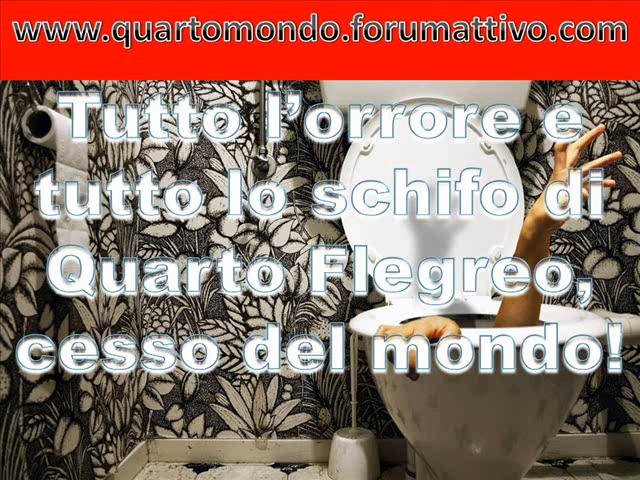 www.quartomondo.forumattivo.com
Tutto l’orrore e
tutto lo schifo di
Quarto Flegreo,
cesso del mondo!